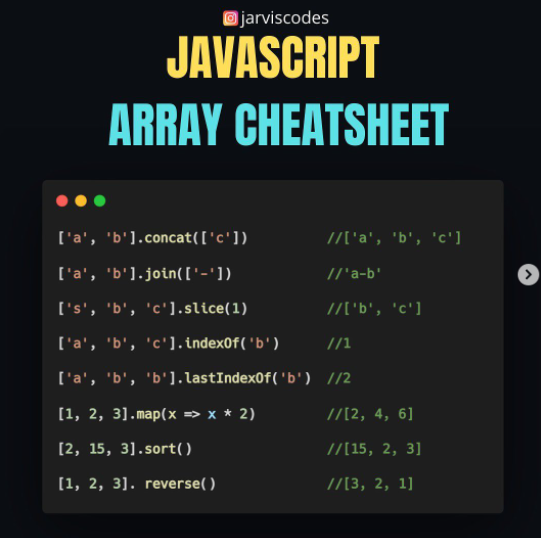 jarviscodes
JAVASCRIPT
ARRAY CHEATSHEET
['a', 'b'].concat(['c']) //['a', 'b', 'c']
['a', 'b'].join(['-']) //'a-b'
['s', 'b', 'c'].slice(1) //['b', 'c']
['a', 'b', 'c'].indexOf('b') //1
['a', 'b', 'b'].lastIndexOf('b') //2
[1, 2, 3].map(x => x * 2) //[2, 4, 6]
[2, 15, 3].sort() //[15, 2, 3]
[1, 2, 3]. reverse() //[3, 2, 1]